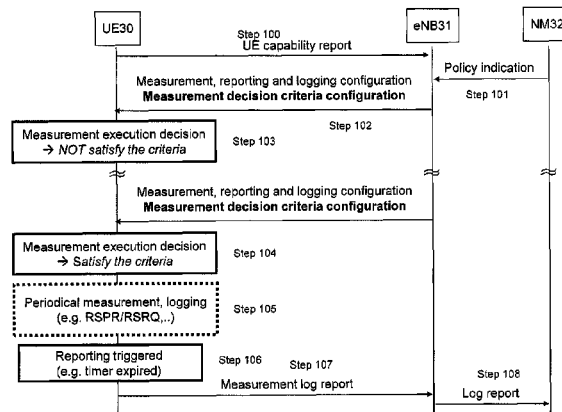 UE30
eNB31
NM32
Step 100
UE capability report
Policy indication
Step 101
Measurement, reporting and logging configuration
Measurement decision criteria configuration
Step 102
Measurement execution decision
→ NOT satisfy the criteria
Step 103
Measurement, reporting and logging configuration
Measurement decision criteria configuration
Measurement execution decision
→ Satisfy the criteria
Step 104
Periodical measurement, logging
(e.g. RSPR/RSRQ,..)
Step 105
Reporting triggered
(e.g. timer expired)
Step 106
Step 107
Measurement log report
Step 108
Log report